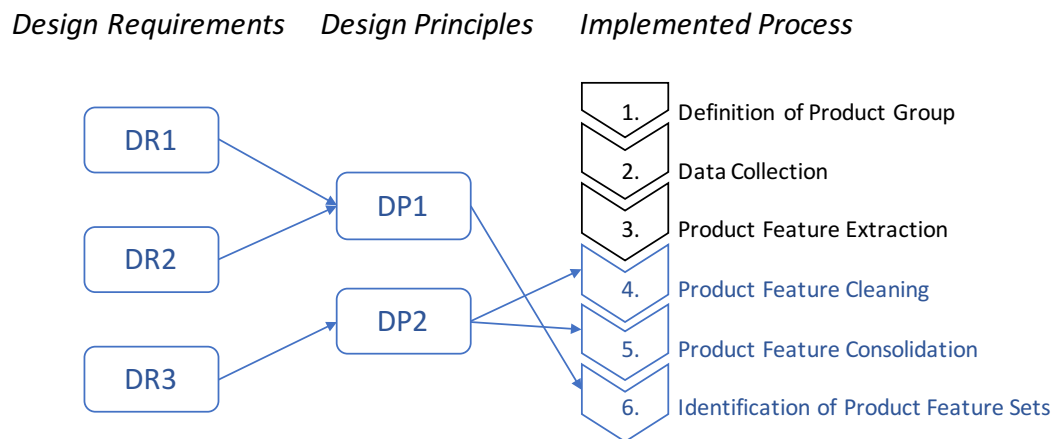 Design Requirements Design Principles Implemented Process
DR1
DR2
DR3
DP1
DP2
1. Definition of Product Group
2. Data Collection
3. Product Feature Extraction
4. Product Feature Cleaning
5. Product Feature Consolidation
6. Identification of Product Feature Sets